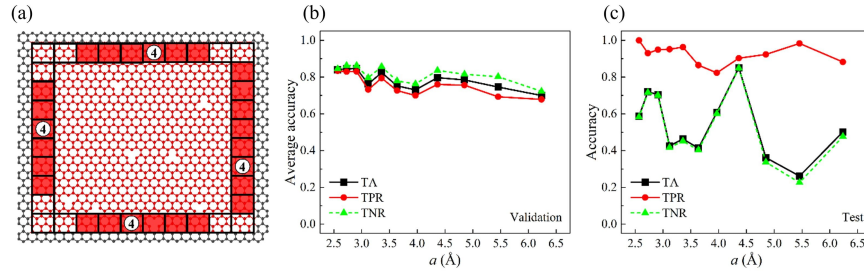 (a)
4
4
4
4
(b)
Average accuracy
1.0
0.8
0.6
0.4
0.2
0.0
TA
TPR
TNR
Validation
2.5 3.0 3.5 4.0 4.5 5.0 5.5 6.0 6.5
a (Å)
(c)
Accuracy
1.0
0.8
0.6
0.4
0.2
0.0
TA
TPR
TNR
Test
2.5 3.0 3.5 4.0 4.5 5.0 5.5 6.0 6.5
a (Å)